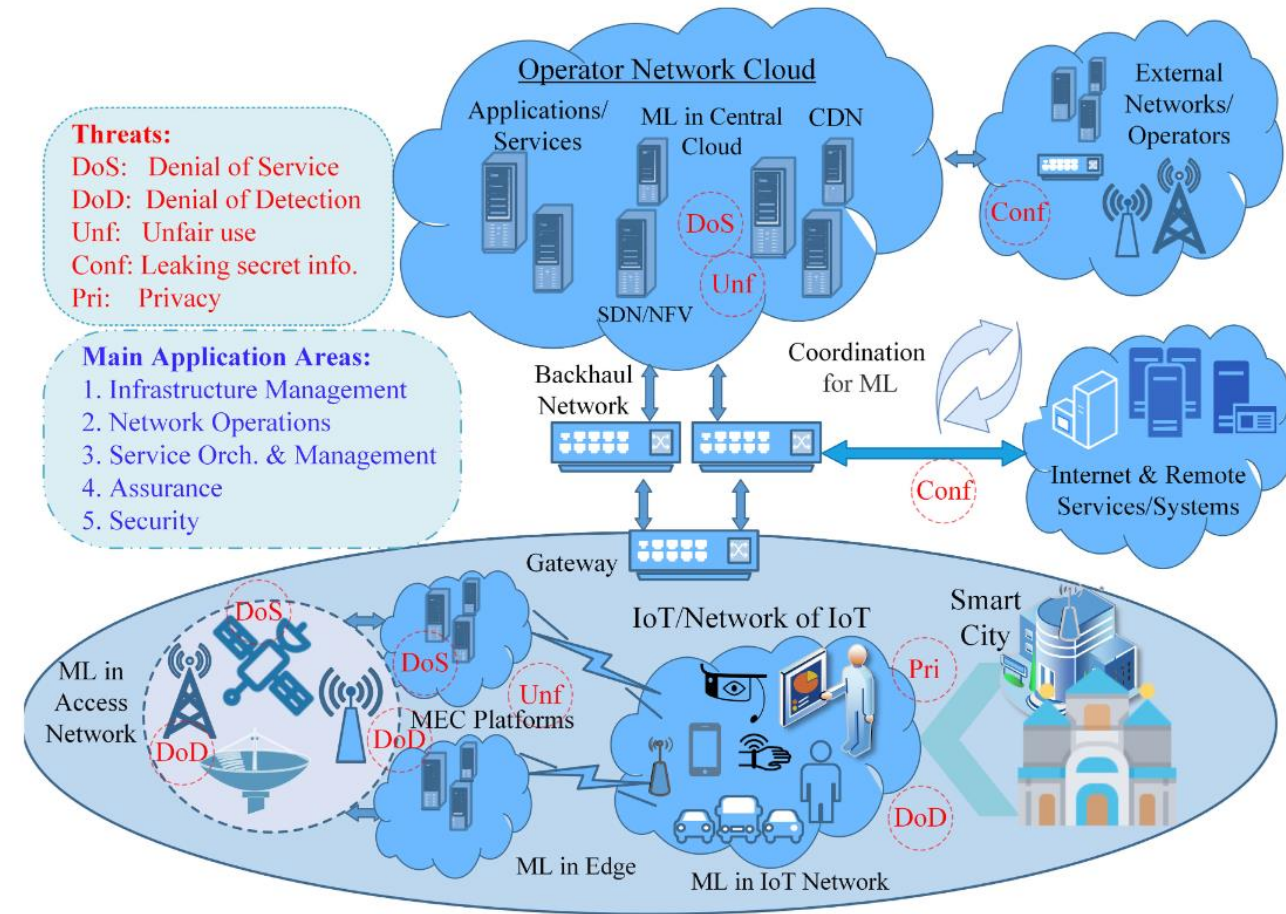 Operator Network Cloud
Applications/
Services
ML in Central
Cloud
CDN
DoS
Unf
SDN/NFV
External
Networks/
Operators
Conf
Threats:
DoS: Denial of Service
DoD: Denial of Detection
Unf: Unfair use
Conf: Leaking secret info.
Pri: Privacy
Main Application Areas:
1. Infrastructure Management
2. Network Operations
3. Service Orch. & Management
4. Assurance
5. Security
Backhaul
Network
Coordination
for ML
Conf
Internet & Remote
Services/Systems
Gateway
DoS
ML in
Access
Network
DoD
DoD
DoS
Unf
MEC Platforms
ML in Edge
IoT/Network of IoT
Pri
DoD
ML in IoT Network
Smart
City